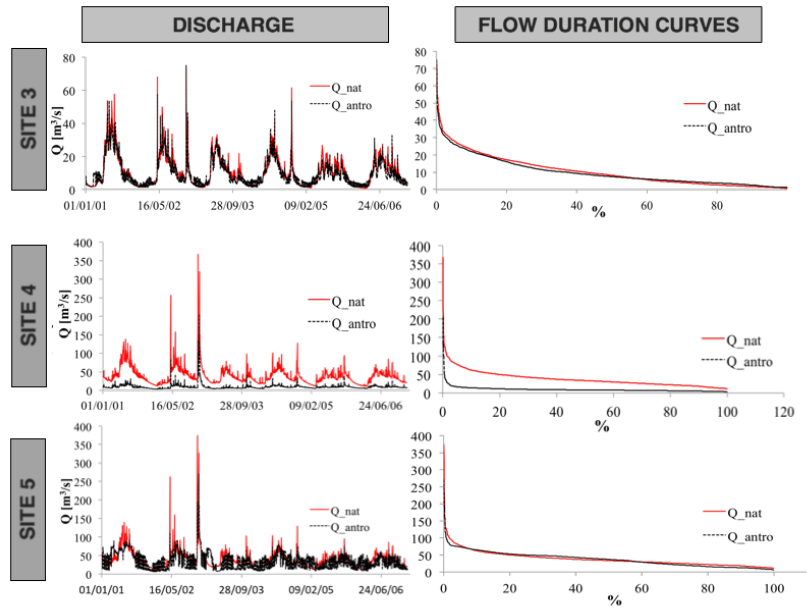 DISCHARGE
FLOW DURATION CURVES
SITE 3
Q [m³/s]
80
60
40
20
0
01/01/01 16/05/02 28/09/03 09/02/05 24/06/06
Q_nat
Q_antro
80
70
60
50
40
30
20
10
0
0 20 40 60 80
%
Q_nat
Q_antro
SITE 4
Q [m³/s]
400
350
300
250
200
150
100
50
0
01/01/01 16/05/02 28/09/03 09/02/05 24/06/06
Q_nat
Q_antro
400
350
300
250
200
150
100
50
0
0 20 40 60 80 100 120
%
Q_nat
Q_antro
SITE 5
Q [m³/s]
400
350
300
250
200
150
100
50
0
01/01/01 16/05/02 28/09/03 09/02/05 24/06/06
Q_nat
Q_antro
400
350
300
250
200
150
100
50
0
0 20 40 60 80 100
%
Q_nat
Q_antro